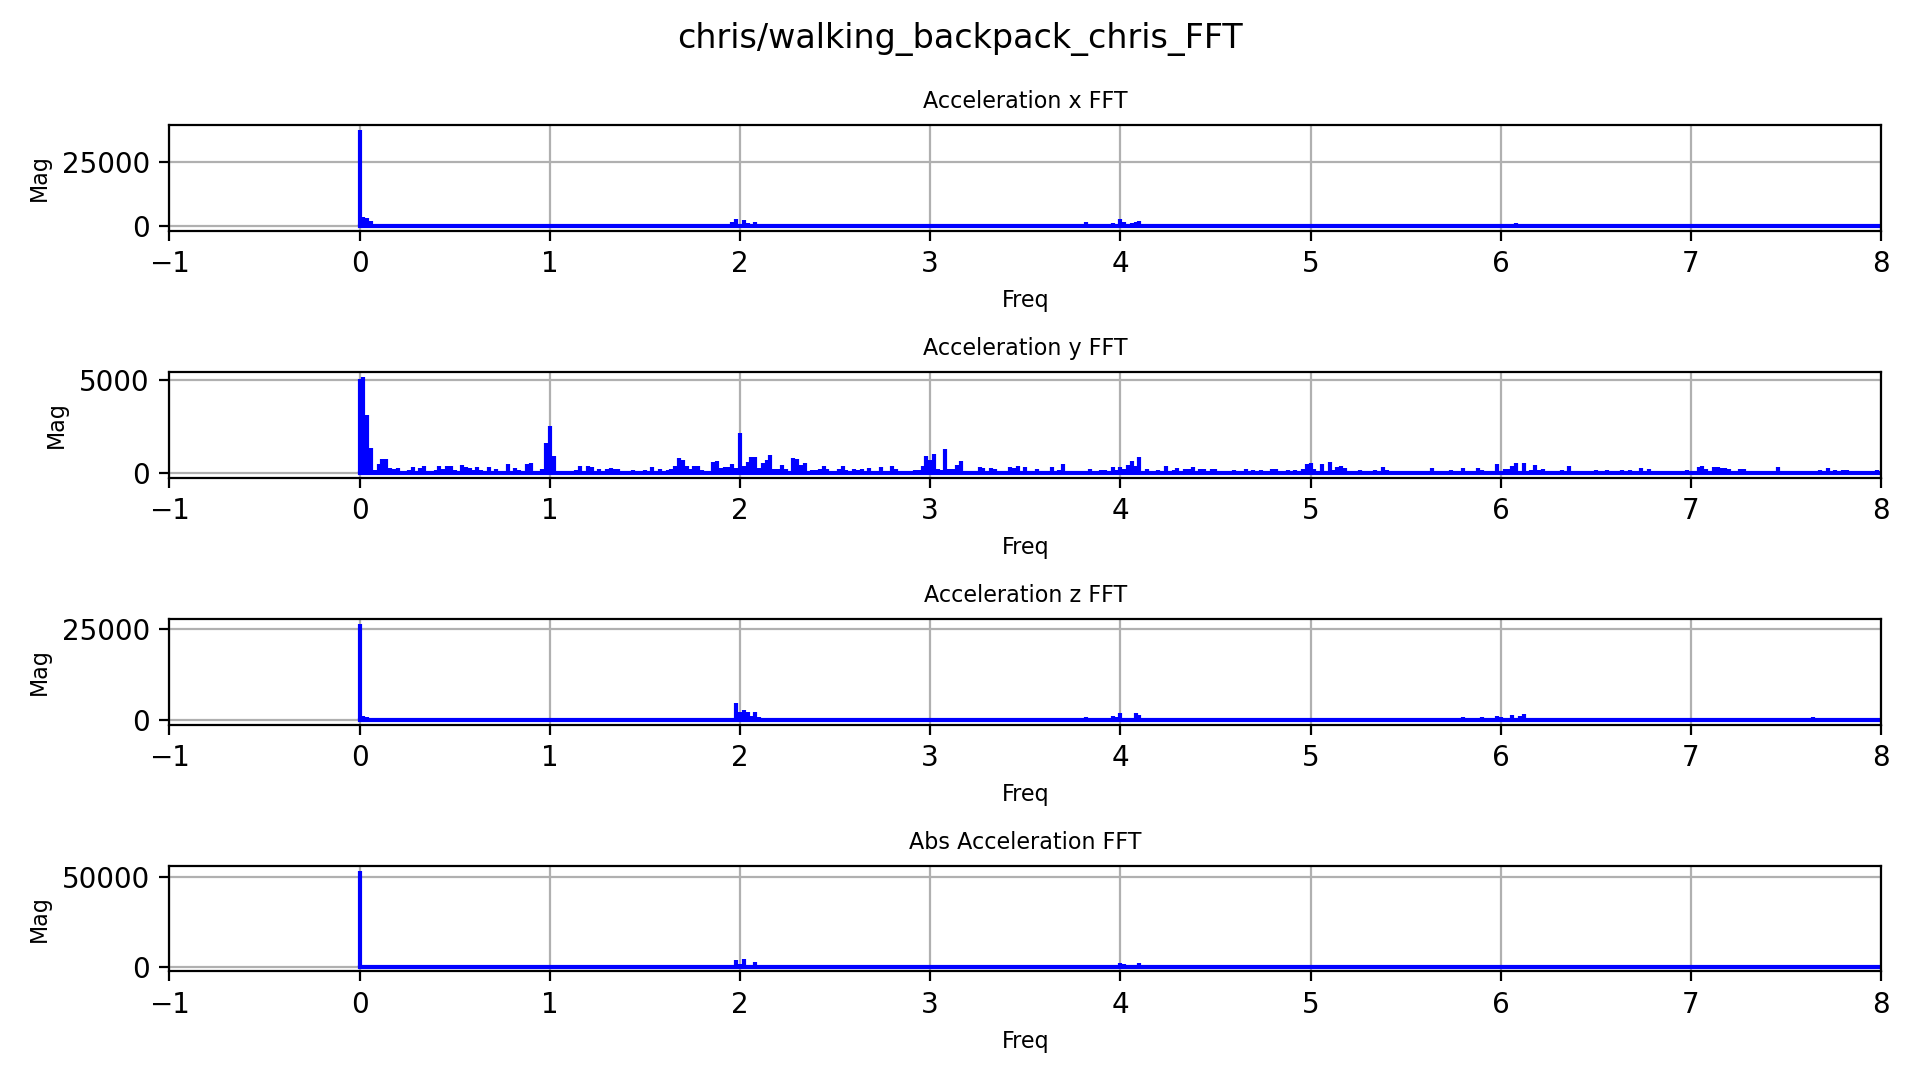 chris/walking_backpack_chris_FFT
Acceleration x FFT
Mag
25000
0
−1 0 1 2 3 4 5 6 7 8
Freq
Acceleration y FFT
Mag
5000
0
−1 0 1 2 3 4 5 6 7 8
Freq
Acceleration z FFT
Mag
25000
0
−1 0 1 2 3 4 5 6 7 8
Freq
Abs Acceleration FFT
Mag
50000
0
−1 0 1 2 3 4 5 6 7 8
Freq